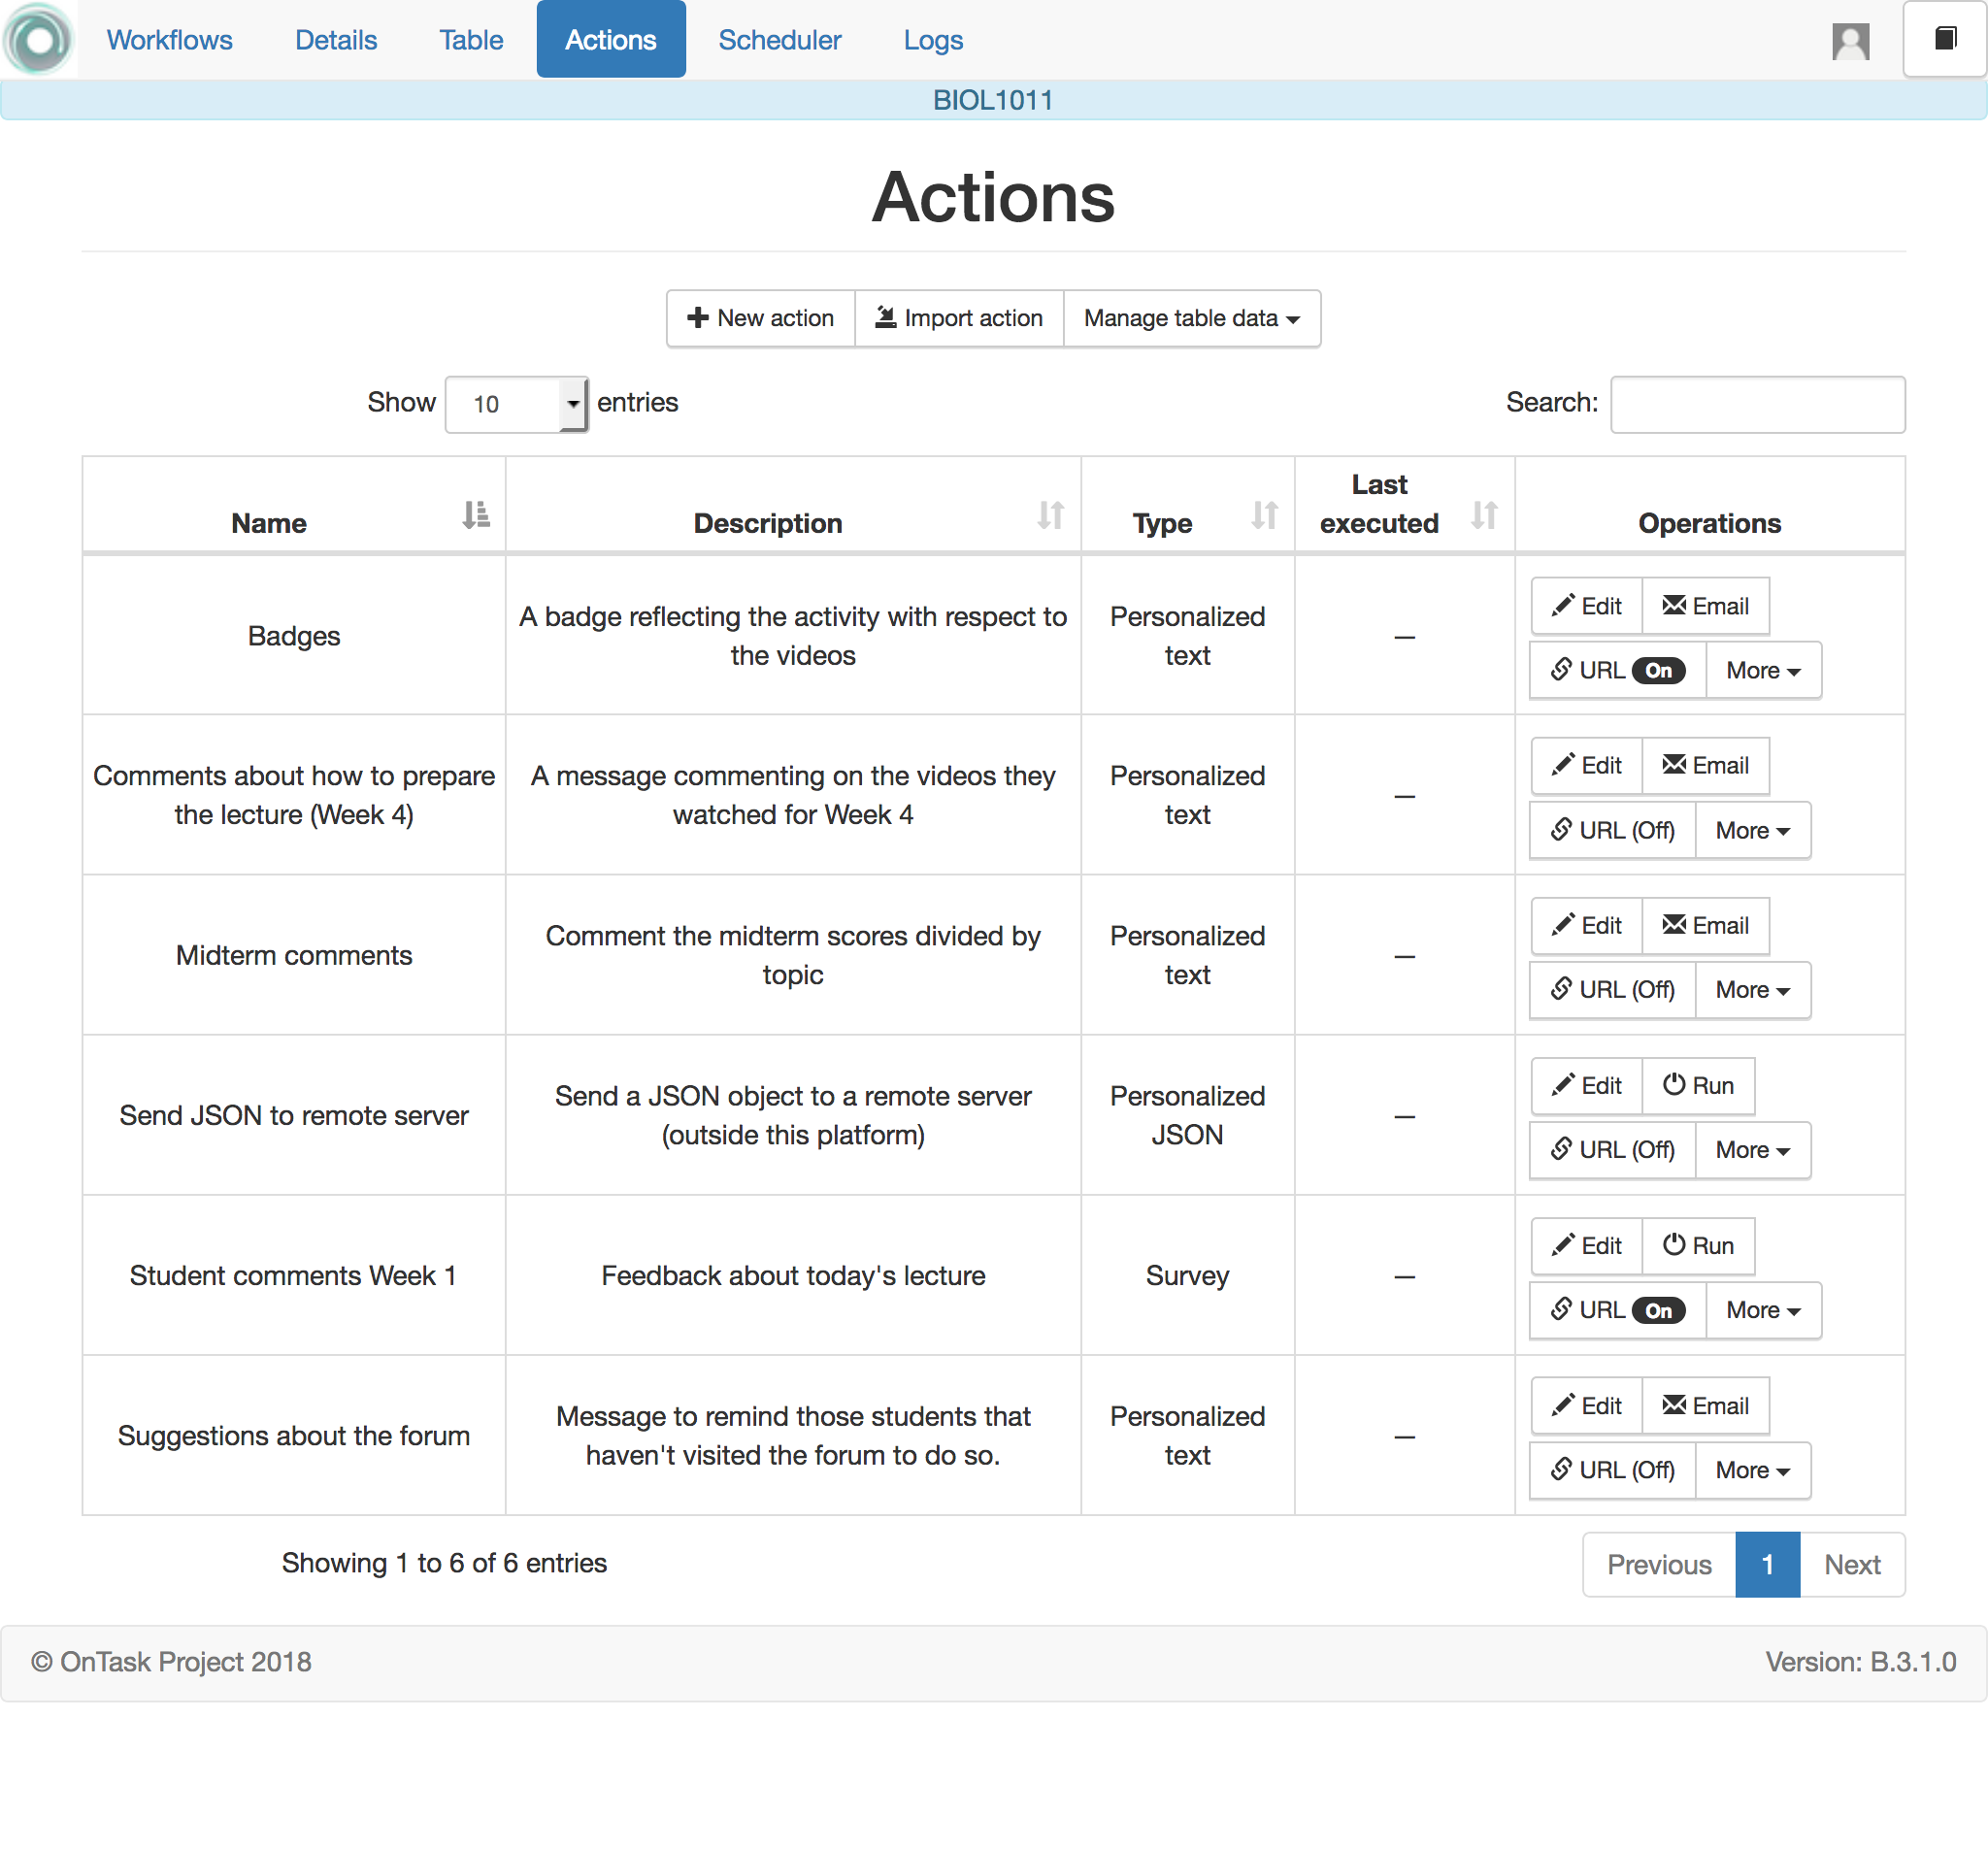 Workflows Details Table Actions Scheduler Logs
BIOL1011
Actions
New action Import action Manage table data
Show 10 entries Search:
Name Description Type Last executed Operations
Badges
A badge reflecting the activity with respect to
the videos
Personalized
text
—
Edit Email
URL On More
Comments about how to prepare
the lecture (Week 4)
A message commenting on the videos they
watched for Week 4
Personalized
text
—
Edit Email
URL (Off) More
Midterm comments
Comment the midterm scores divided by
topic
Personalized
text
—
Edit Email
URL (Off) More
Send JSON to remote server
Send a JSON object to a remote server
(outside this platform)
Personalized
JSON
—
Edit Run
URL (Off) More
Student comments Week 1
Feedback about today's lecture
Survey
—
Edit Run
URL On More
Suggestions about the forum
Message to remind those students that
haven't visited the forum to do so.
Personalized
text
—
Edit Email
URL (Off) More
Showing 1 to 6 of 6 entries
Previous 1 Next
© OnTask Project 2018 Version: B.3.1.0